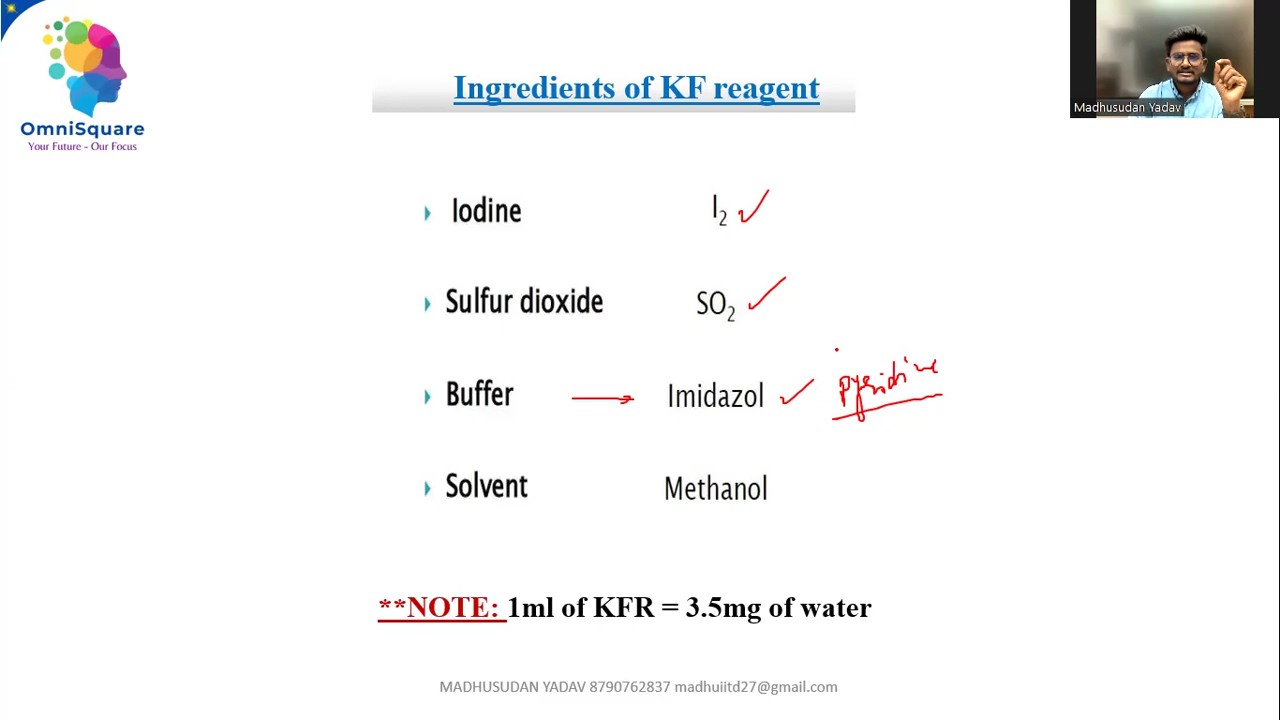 OmniSquare
Your Future - Our Focus
Ingredients of KF reagent
Madhusudan Yadav
Iodine I₂
Sulfur dioxide SO₂
Buffer Imidazol pyridine
Solvent Methanol
**NOTE: 1ml of KFR = 3.5mg of water
MADHUSUDAN YADAV 8790762837 madhuiitd27@gmail.com